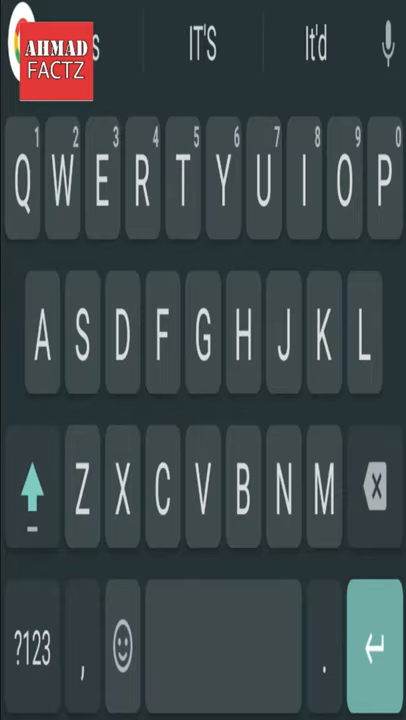 AHMAD
FACTZ
s IT'S It'd
1 2 3 4 5 6 7 8 9 0
Q W E R T Y U I O P
A S D F G H J K L
Z X C V B N M
?123 , .